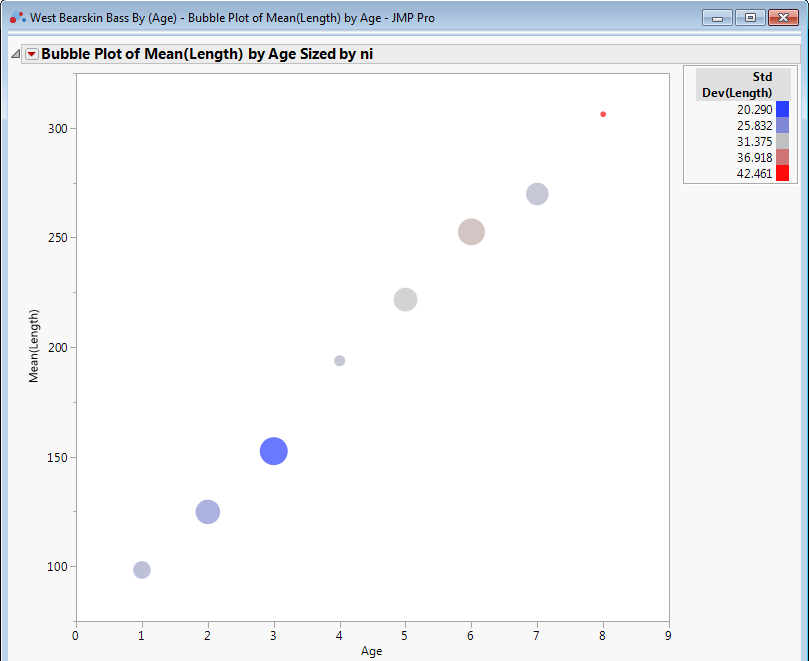 West Bearskin Bass By (Age) - Bubble Plot of Mean(Length) by Age - JMP Pro
Bubble Plot of Mean(Length) by Age Sized by ni
Std
Dev(Length)
20.290
25.832
31.375
36.918
42.461
300
250
200
150
100
Mean(Length)
0 1 2 3 4 5 6 7 8 9
Age